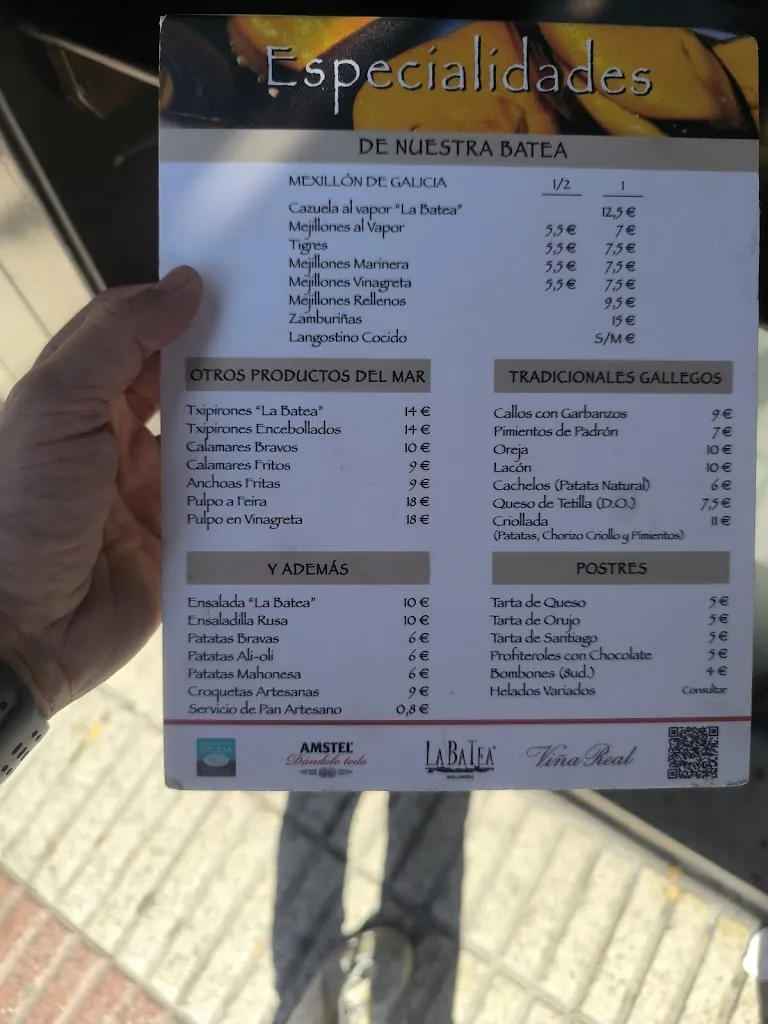 Especialidades
DE NUESTRA BATEA
MEXILLÓN DE GALICIA 1/2 1
Cazuela al vapor "La Batea" 12,5 €
Mejillones al Vapor 5,5 € 7 €
Tigres 5,5 € 7,5 €
Mejillones Marinera 5,5 € 7,5 €
Mejillones Vinagreta 5,5 € 7,5 €
Mejillones Rellenos 9,5 €
Zamburiñas 15 €
Langostino Cocido S/M €
OTROS PRODUCTOS DEL MAR
Txipirones "La Batea" 14 €
Txipirones Encebollados 14 €
Calamares Bravos 10 €
Calamares Fritos 9 €
Anchoas Fritas 9 €
Pulpo a Feira 18 €
Pulpo en Vinagreta 18 €
TRADICIONALES GALLEGOS
Callos con Garbanzos 9 €
Pimientos de Padrón 7 €
Oreja 10 €
Lacón 10 €
Cachelos (Patata Natural) 6 €
Queso de Tetilla (D.O.) 7,5 €
Criollada 11 €
(Patatas, Chorizo Criollo y Pimientos)
Y ADEMÁS
Ensalada "La Batea" 10 €
Ensaladilla Rusa 10 €
Patatas Bravas 6 €
Patatas Ali-oli 6 €
Patatas Mahonesa 6 €
Croquetas Artesanas 9 €
Servicio de Pan Artesano 0,8 €
POSTRES
Tarta de Queso 5 €
Tarta de Orujo 5 €
Tarta de Santiago 5 €
Profiteroles con Chocolate 5 €
Bombones (8ud.) 4 €
Helados Variados Consultar
GALICIA
AMSTEL
Dándolo todo
LA BATEA
Viña Real